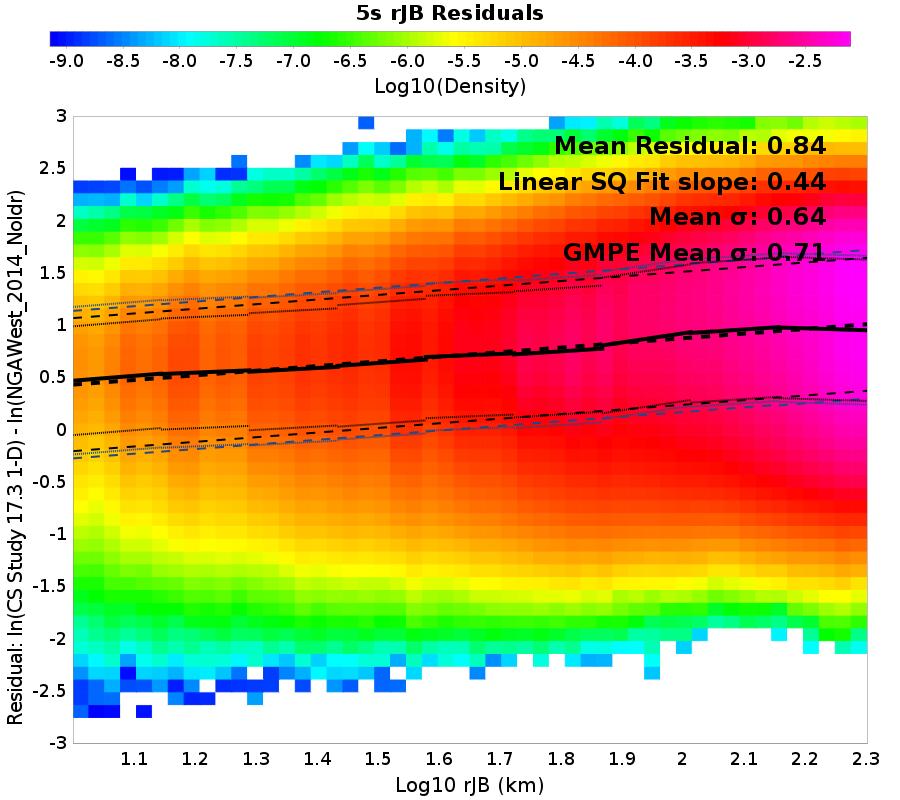 5s rJB Residuals
-9.0 -8.5 -8.0 -7.5 -7.0 -6.5 -6.0 -5.5 -5.0 -4.5 -4.0 -3.5 -3.0 -2.5
Log10(Density)
Mean Residual: 0.84
Linear SQ Fit slope: 0.44
Mean σ: 0.64
GMPE Mean σ: 0.71
Residual: ln(CS Study 17.3 1-D) - ln(NGAWest_2014_NoIdr)
3
2.5
2
1.5
1
0.5
0
-0.5
-1
-1.5
-2
-2.5
-3
1.1 1.2 1.3 1.4 1.5 1.6 1.7 1.8 1.9 2 2.1 2.2 2.3
Log10 rJB (km)